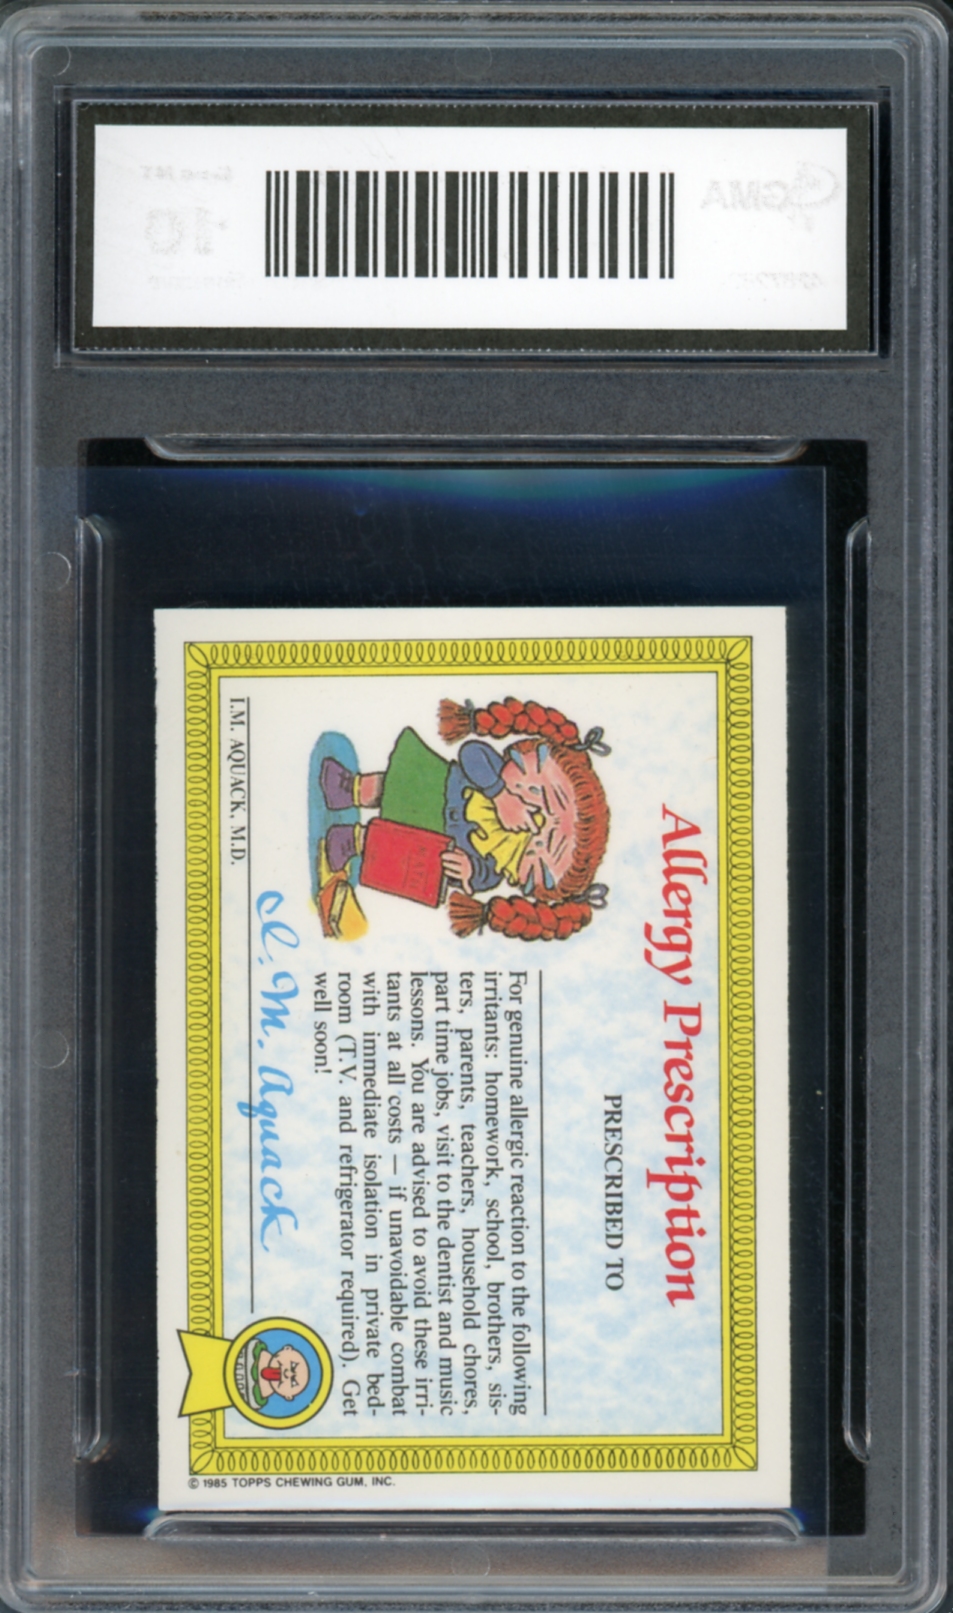 Allergy Prescription
PRESCRIBED TO
For genuine allergic reaction to the following
irritants: homework, school, brothers, sis-
ters, parents, teachers, household chores,
part time jobs, visit to the dentist and music
lessons. You are advised to avoid these irri-
tants at all costs — if unavoidable combat
with immediate isolation in private bed-
room (T.V. and refrigerator required). Get
well soon!
MATH
I. M. Aquack
I.M. AQUACK, M.D.
© 1985 TOPPS CHEWING GUM, INC.
GMA
10